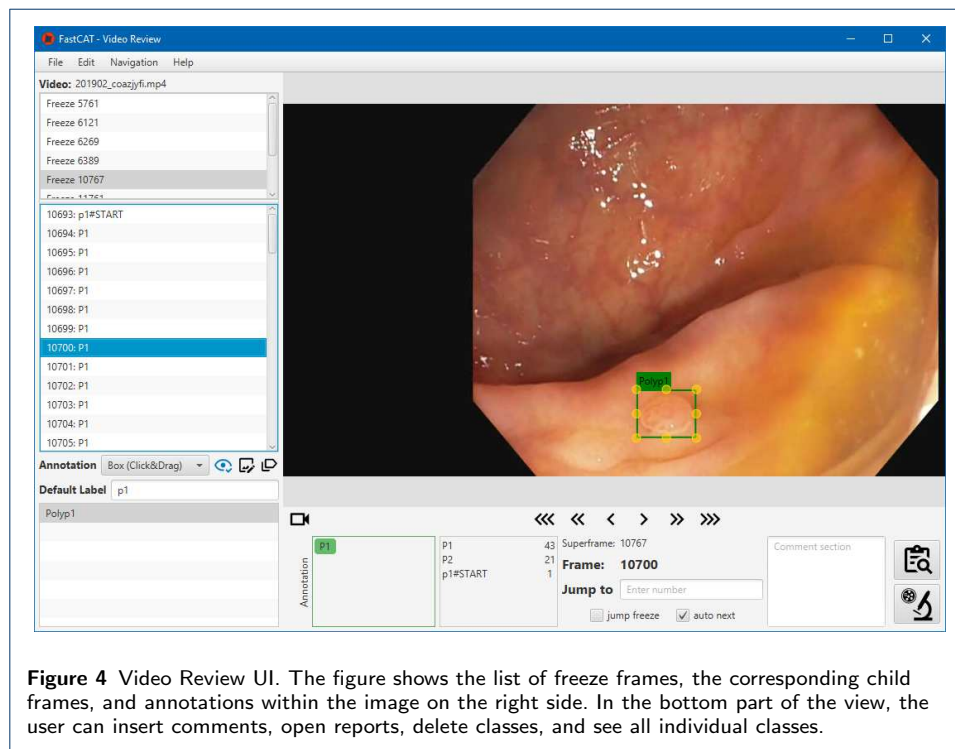 FastCAT - Video Review
File Edit Navigation Help
Video: 201902_coazjyfi.mp4
Freeze 5761
Freeze 6121
Freeze 6269
Freeze 6389
Freeze 10767
Freeze 11761
10693: p1#START
10694: P1
10695: P1
10696: P1
10697: P1
10698: P1
10699: P1
10700: P1
10701: P1
10702: P1
10703: P1
10704: P1
10705: P1
Polyp1
Annotation Box (Click&Drag)
Default Label p1
Polyp1
Annotation
P1
P1 43
P2 21
p1#START 1
Superframe: 10767
Frame: 10700
Jump to Enter number
jump freeze auto next
Comment section
Figure 4 Video Review UI. The figure shows the list of freeze frames, the corresponding child
frames, and annotations within the image on the right side. In the bottom part of the view, the
user can insert comments, open reports, delete classes, and see all individual classes.